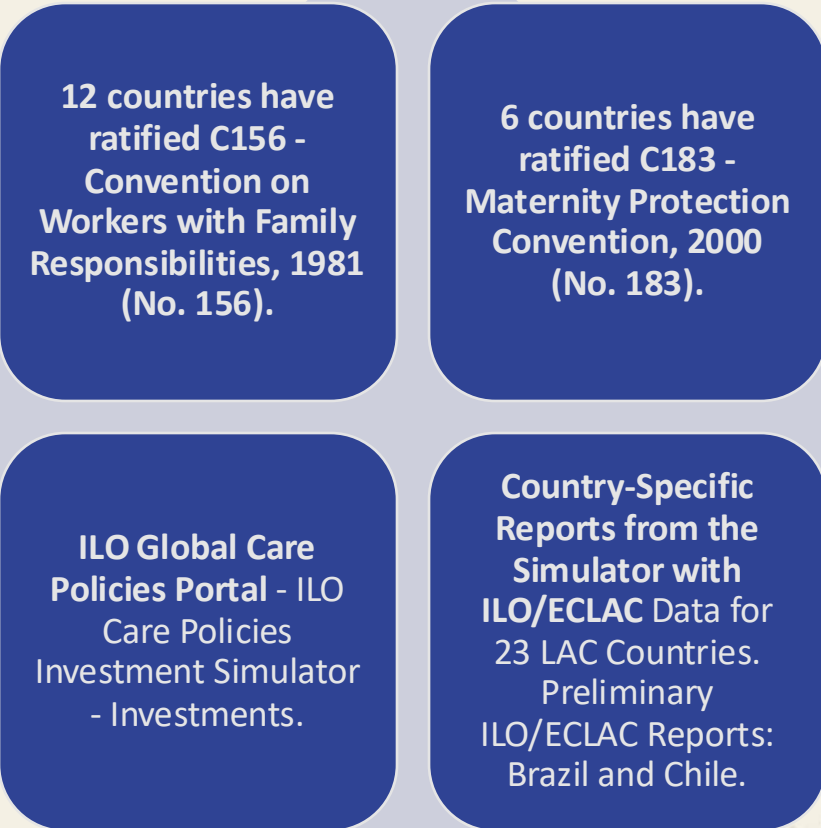 12 countries have
ratified C156 -
Convention on
Workers with Family
Responsibilities, 1981
(No. 156).
6 countries have
ratified C183 -
Maternity Protection
Convention, 2000
(No. 183).
ILO Global Care
Policies Portal - ILO
Care Policies
Investment Simulator
- Investments.
Country-Specific
Reports from the
Simulator with
ILO/ECLAC Data for
23 LAC Countries.
Preliminary
ILO/ECLAC Reports:
Brazil and Chile.